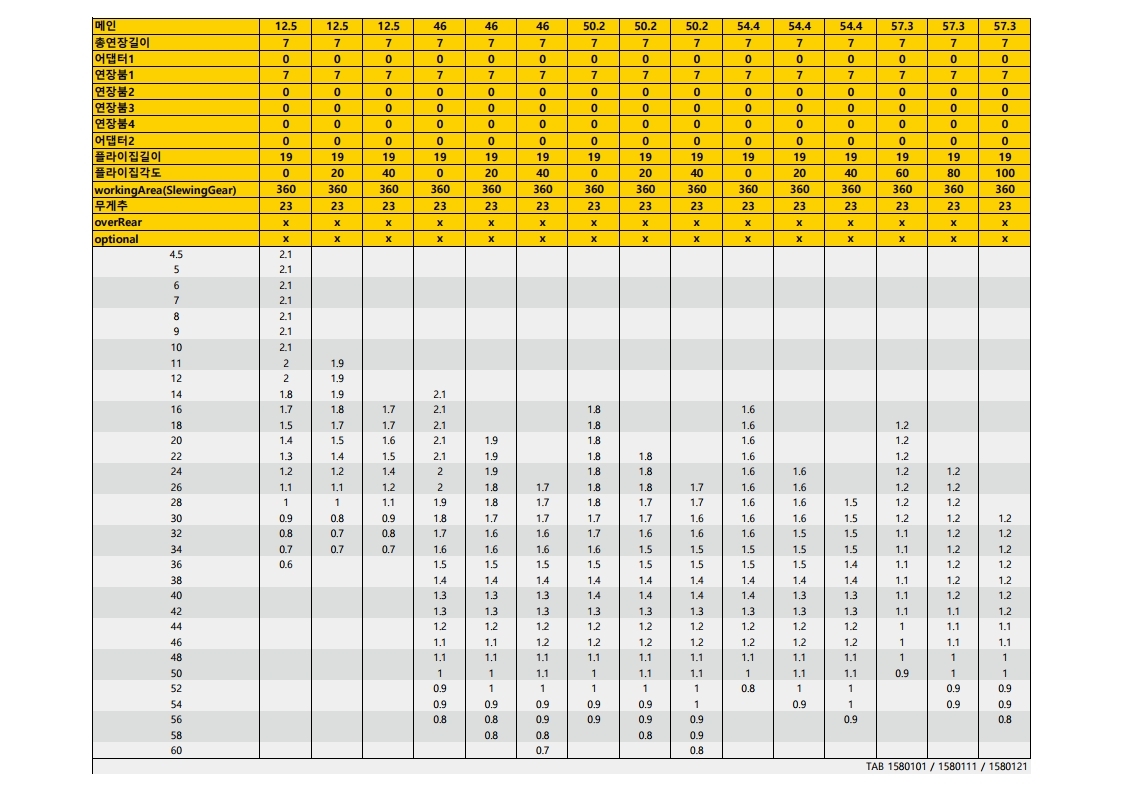 메인 12.5 12.5 12.5 46 46 46 50.2 50.2 50.2 54.4 54.4 54.4 57.3 57.3 57.3
총연장길이 7 7 7 7 7 7 7 7 7 7 7 7 7 7 7
어댑터1 0 0 0 0 0 0 0 0 0 0 0 0 0 0 0
연장붐1 7 7 7 7 7 7 7 7 7 7 7 7 7 7 7
연장붐2 0 0 0 0 0 0 0 0 0 0 0 0 0 0 0
연장붐3 0 0 0 0 0 0 0 0 0 0 0 0 0 0 0
연장붐4 0 0 0 0 0 0 0 0 0 0 0 0 0 0 0
어댑터2 0 0 0 0 0 0 0 0 0 0 0 0 0 0 0
플라이집길이 19 19 19 19 19 19 19 19 19 19 19 19 19 19 19
플라이집각도 0 20 40 0 20 40 0 20 40 0 20 40 60 80 100
workingArea(SlewingGear) 360 360 360 360 360 360 360 360 360 360 360 360 360 360 360
무게추 23 23 23 23 23 23 23 23 23 23 23 23 23 23 23
overRear x x x x x x x x x x x x x x x
optional x x x x x x x x x x x x x x x
4.5 2.1
5 2.1
6 2.1
7 2.1
8 2.1
9 2.1
10 2.1
11 2 1.9
12 2 1.9
14 1.8 1.9 2.1
16 1.7 1.8 1.7 2.1 1.8 1.6
18 1.5 1.7 1.7 2.1 1.8 1.6 1.2
20 1.4 1.5 1.6 2.1 1.9 1.8 1.6 1.2
22 1.3 1.4 1.5 2.1 1.9 1.8 1.8 1.6 1.2
24 1.2 1.2 1.4 2 1.9 1.8 1.8 1.6 1.6 1.2 1.2
26 1.1 1.1 1.2 2 1.8 1.7 1.8 1.8 1.7 1.6 1.6 1.2 1.2
28 1 1 1.1 1.9 1.8 1.7 1.8 1.7 1.7 1.6 1.6 1.5 1.2 1.2
30 0.9 0.8 0.9 1.8 1.7 1.7 1.7 1.7 1.6 1.6 1.6 1.5 1.2 1.2 1.2
32 0.8 0.7 0.8 1.7 1.6 1.6 1.7 1.6 1.6 1.6 1.5 1.5 1.1 1.2 1.2
34 0.7 0.7 0.7 1.6 1.6 1.6 1.6 1.5 1.5 1.5 1.5 1.5 1.1 1.2 1.2
36 0.6 1.5 1.5 1.5 1.5 1.5 1.5 1.5 1.5 1.4 1.1 1.2 1.2
38 1.4 1.4 1.4 1.4 1.4 1.4 1.4 1.4 1.4 1.1 1.2 1.2
40 1.3 1.3 1.3 1.4 1.4 1.4 1.4 1.3 1.3 1.1 1.2 1.2
42 1.3 1.3 1.3 1.3 1.3 1.3 1.3 1.3 1.3 1.1 1.1 1.2
44 1.2 1.2 1.2 1.2 1.2 1.2 1.2 1.2 1.2 1 1.1 1.1
46 1.1 1.1 1.2 1.2 1.2 1.2 1.2 1.2 1.2 1 1.1 1.1
48 1.1 1.1 1.1 1.1 1.1 1.1 1.1 1.1 1.1 1 1 1
50 1 1 1.1 1 1.1 1.1 1 1.1 1.1 0.9 1 1
52 0.9 1 1 1 1 1 0.8 1 1 0.9 0.9
54 0.9 0.9 0.9 0.9 0.9 1 0.9 1 0.9 0.9
56 0.8 0.8 0.9 0.9 0.9 0.9 0.9 0.8
58 0.8 0.8 0.8 0.9
60 0.7 0.8
TAB 1580101 / 1580111 / 1580121